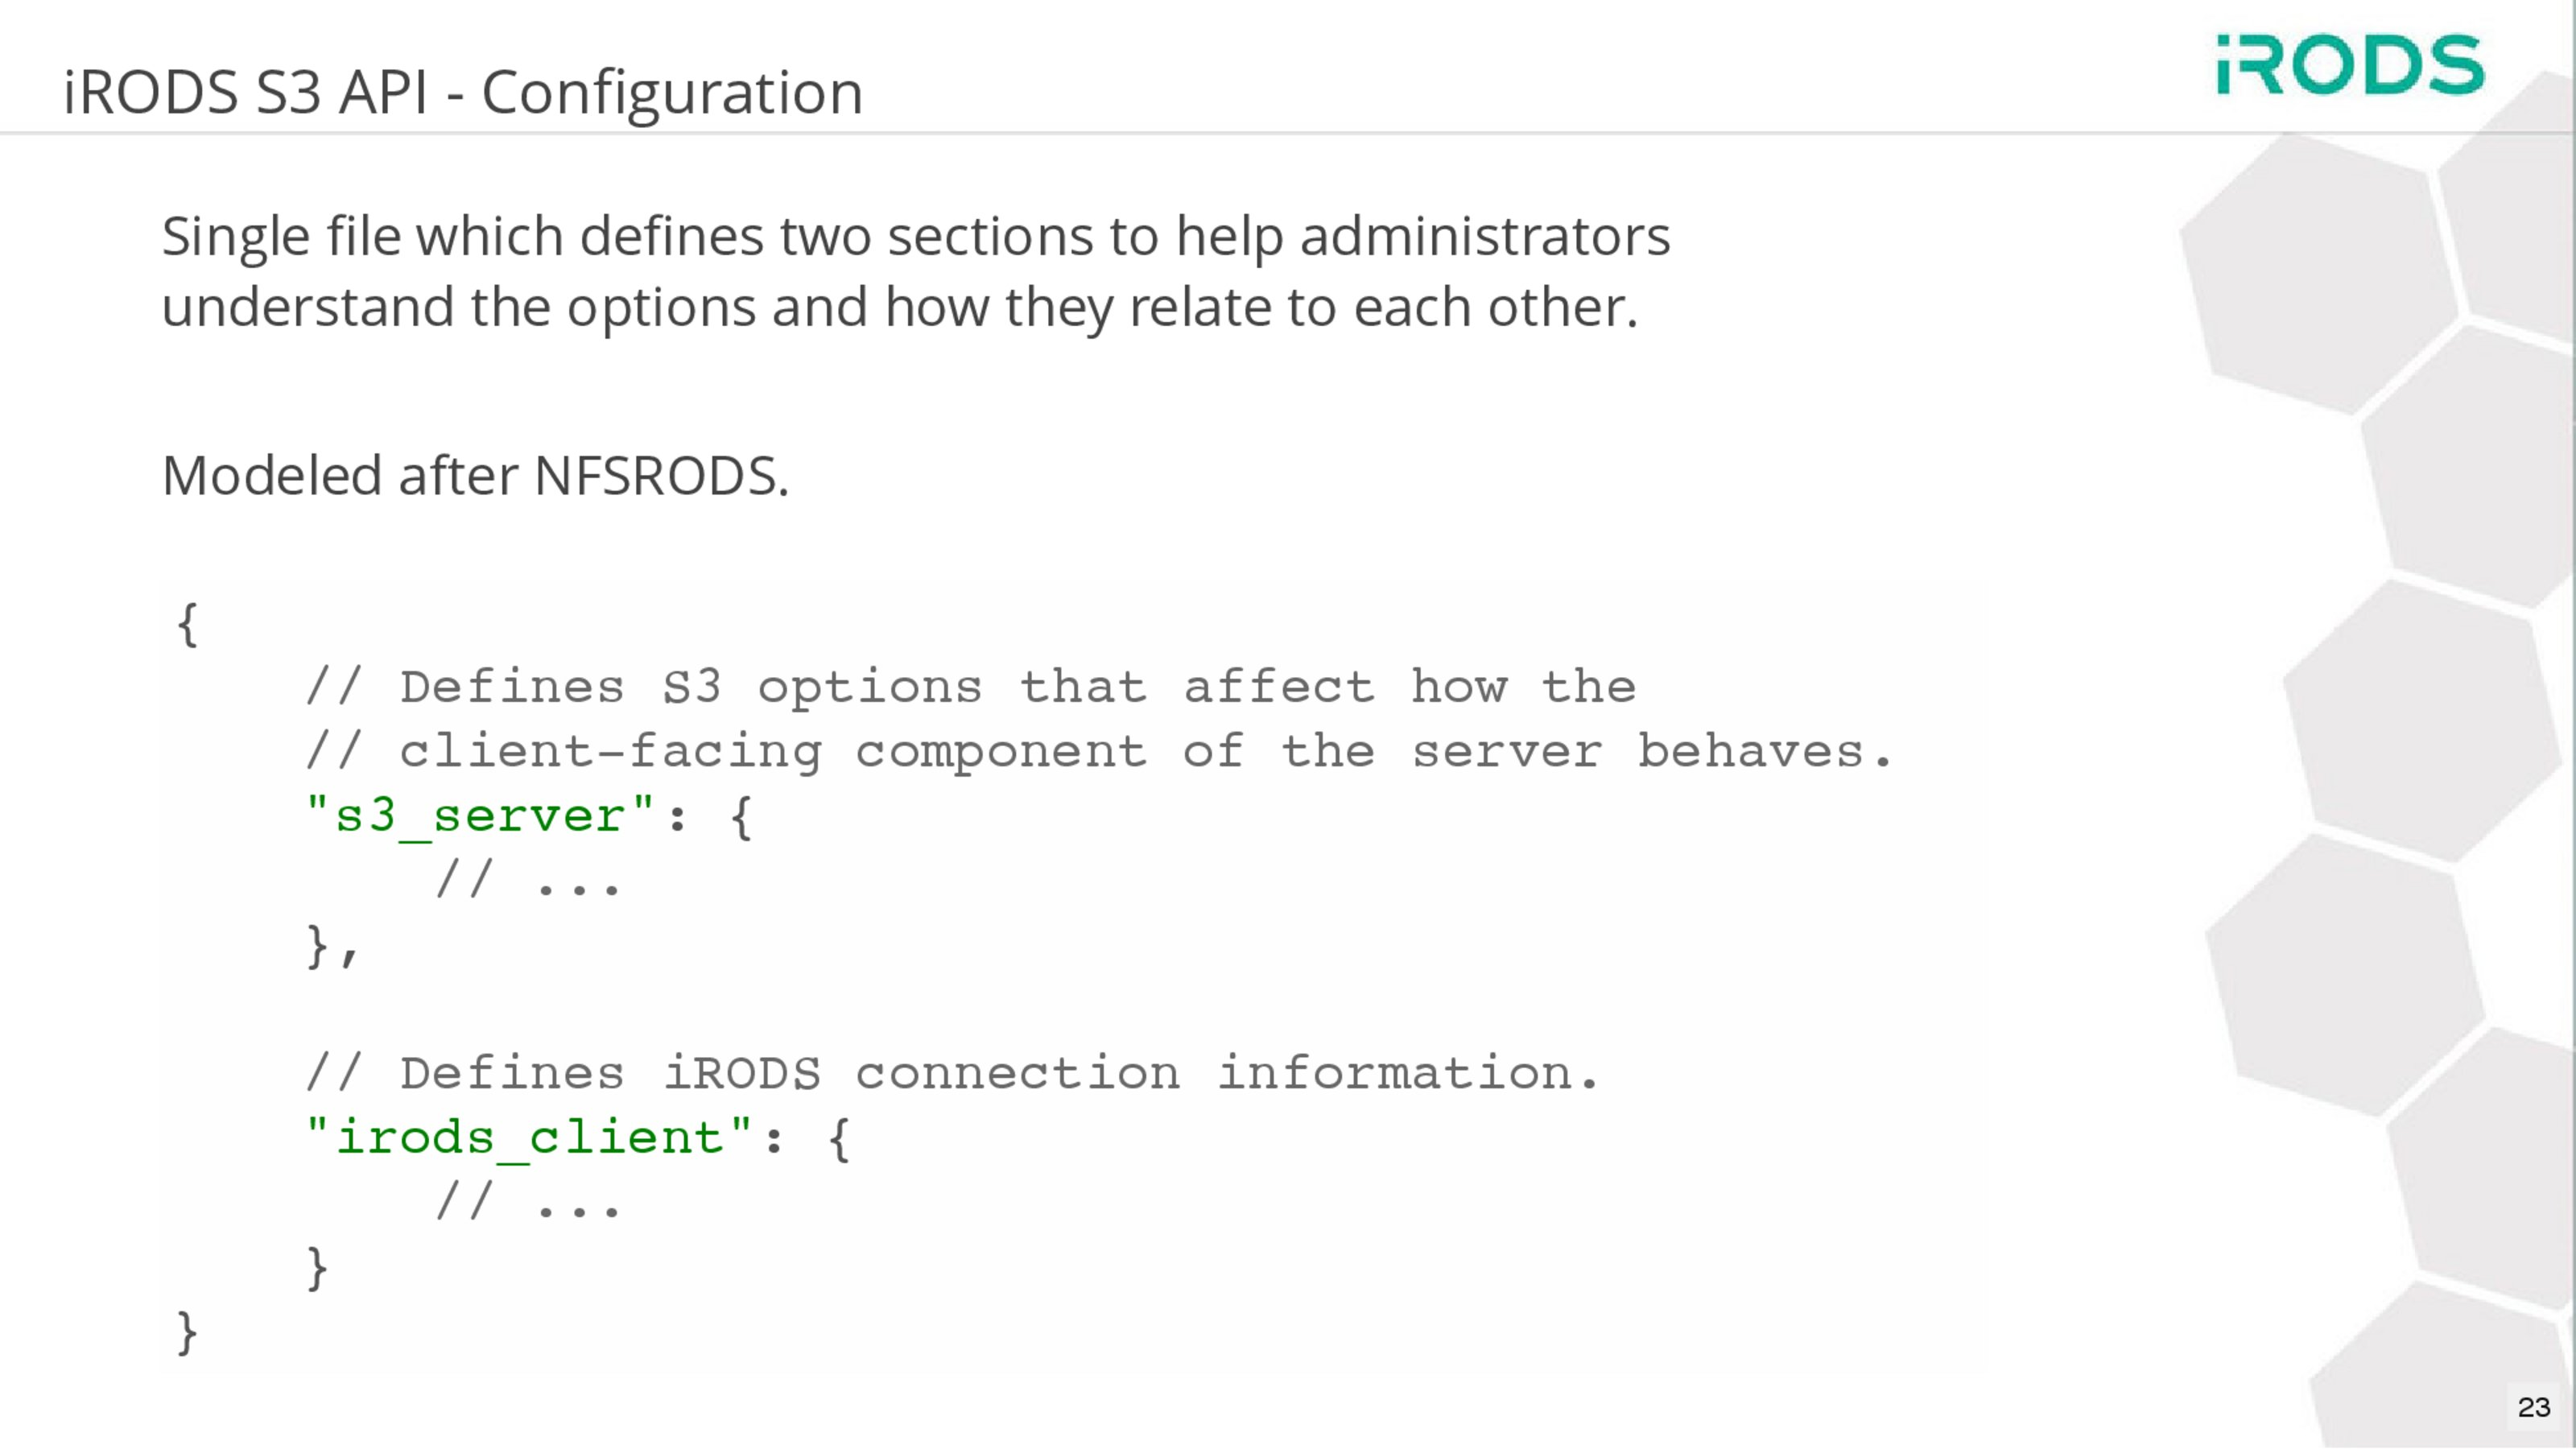 iRODS S3 API - Configuration
iRODS
Single file which defines two sections to help administrators
understand the options and how they relate to each other.
Modeled after NFSRODS.
{
    // Defines S3 options that affect how the
    // client-facing component of the server behaves.
    "s3_server": {
        // ...
    },
    // Defines iRODS connection information.
    "irods_client": {
        // ...
    }
}
23